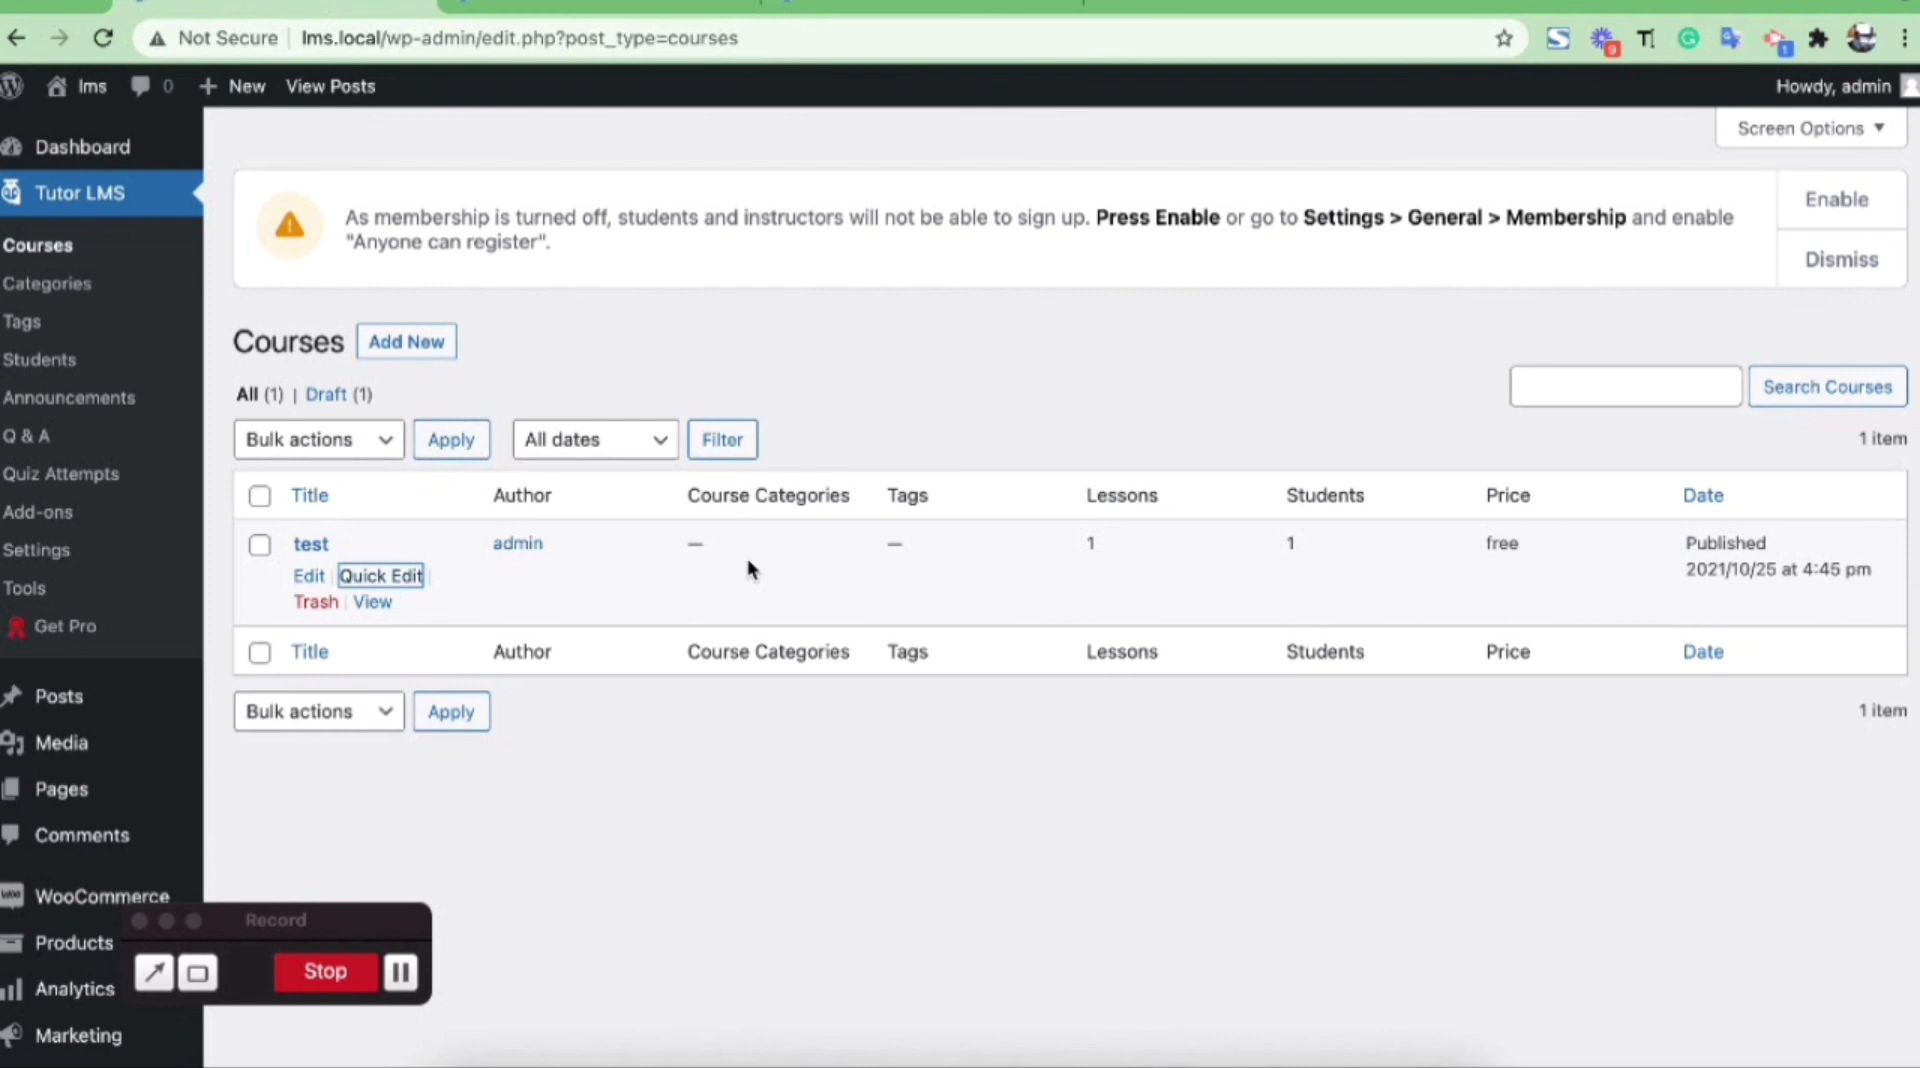 Not Secure | lms.local/wp-admin/edit.php?post_type=courses
9
1
lms 0 + New View Posts
Howdy, admin
Screen Options ▼
Dashboard
Tutor LMS
Courses
Categories
Tags
Students
Announcements
Q & A
Quiz Attempts
Add-ons
Settings
Tools
Get Pro
Posts
Media
Pages
Comments
WooCommerce
Products
Analytics
Marketing
As membership is turned off, students and instructors will not be able to sign up. Press Enable or go to Settings > General > Membership and enable
"Anyone can register".
Enable
Dismiss
Courses Add New
All (1) | Draft (1)
Search Courses
Bulk actions Apply All dates Filter
1 item
Title Author Course Categories Tags Lessons Students Price Date
test admin — — 1 1 free Published
2021/10/25 at 4:45 pm
Edit | Quick Edit |
Trash | View
Title Author Course Categories Tags Lessons Students Price Date
Bulk actions Apply
1 item
Record
Stop